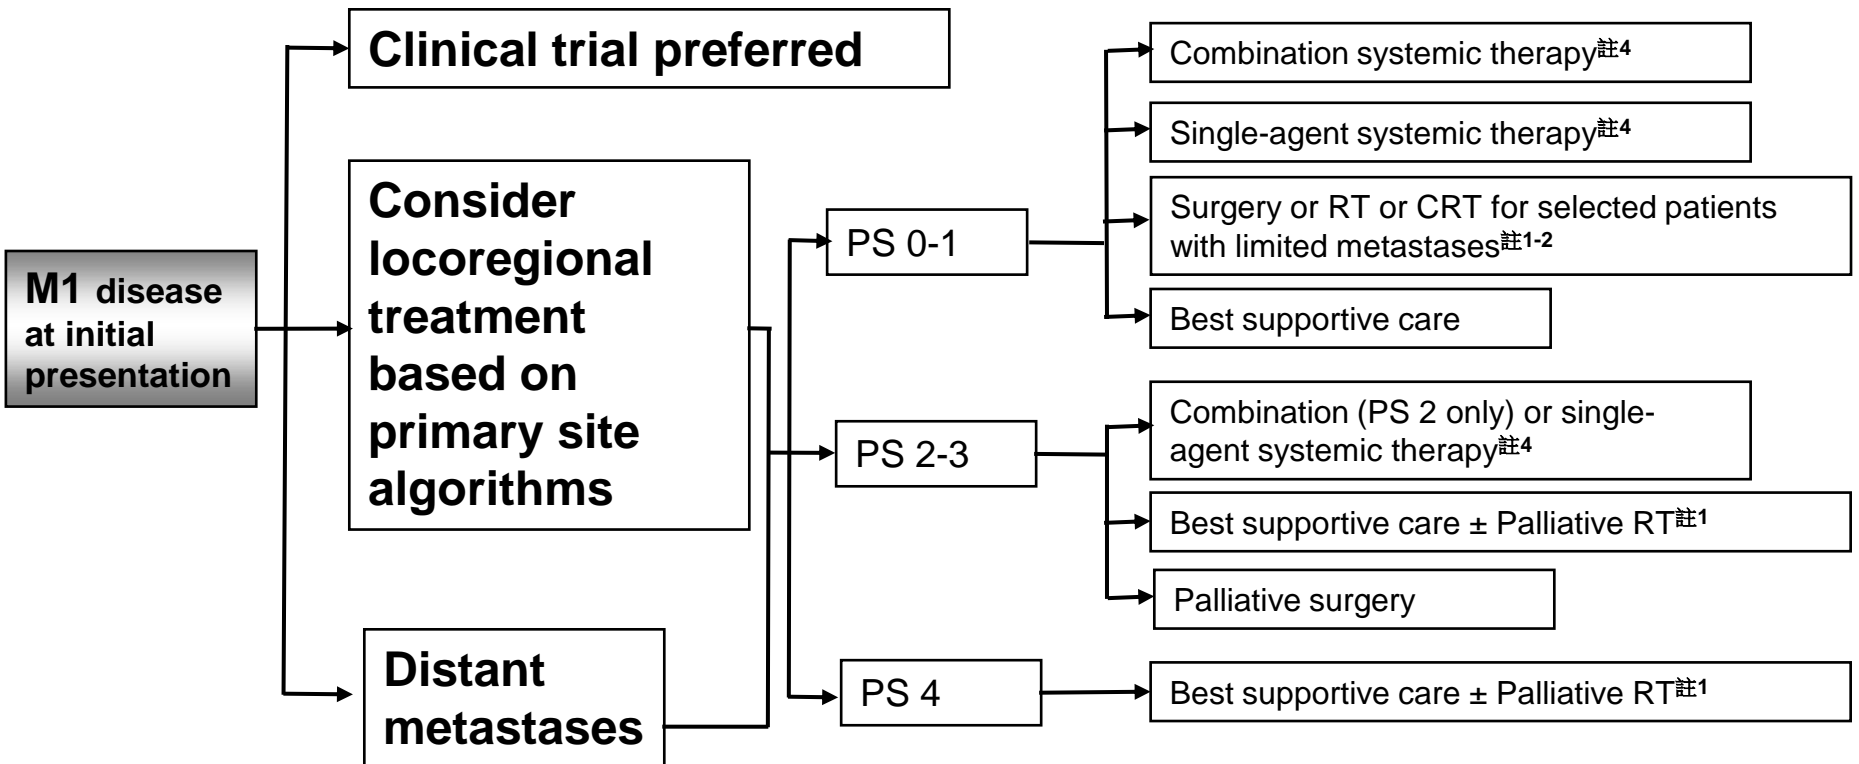 M1 disease
at initial
presentation
Clinical trial preferred
Consider
locoregional
treatment
based on
primary site
algorithms
Distant
metastases
PS 0-1
PS 2-3
PS 4
Combination systemic therapy註4
Single-agent systemic therapy註4
Surgery or RT or CRT for selected patients
with limited metastases註1-2
Best supportive care
Combination (PS 2 only) or single-
agent systemic therapy註4
Best supportive care ± Palliative RT註1
Palliative surgery
Best supportive care ± Palliative RT註1